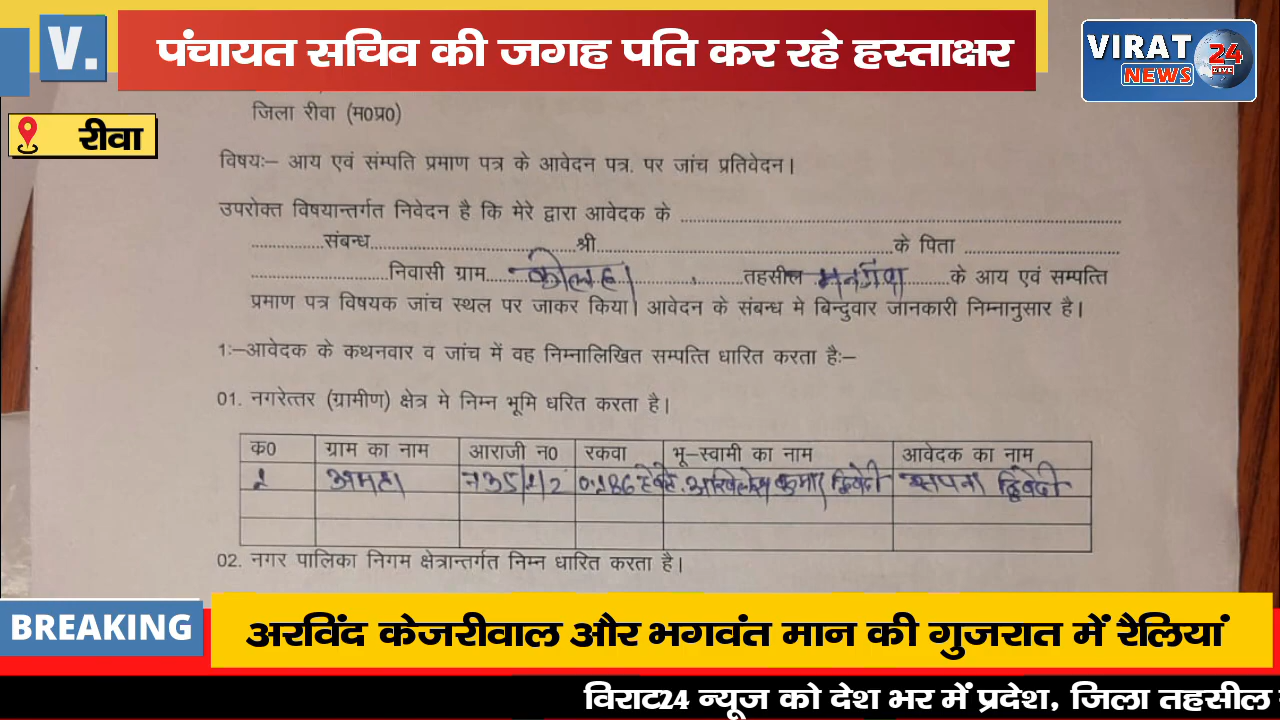 V.
पंचायत सचिव की जगह पति कर रहे हस्ताक्षर
VIRAT 24
NEWS LIVE
रीवा
जिला रीवा (म0प्र0)
विषयः– आय एवं संम्पति प्रमाण पत्र के आवेदन पत्र. पर जांच प्रतिवेदन।
उपरोक्त विषयान्तर्गत निवेदन है कि मेरे द्वारा आवेदक के
संबन्ध श्री के पिता
निवासी ग्राम तहसील मनगंवा के आय एवं सम्पत्ति
प्रमाण पत्र विषयक जांच स्थल पर जाकर किया। आवेदन के संबन्ध मे बिन्दुवार जानकारी निम्नानुसार है।
1ः–आवेदक के कथनवार व जांच में वह निम्नालिखित सम्पत्ति धारित करता हैः–
01. नगरेत्तर (ग्रामीण) क्षेत्र मे निम्न भूमि धरित करता है।
क0 ग्राम का नाम आराजी न0 रकवा भू–स्वामी का नाम आवेदक का नाम
अखिलेश कुमार द्विवेदी सपना द्विवेदी
02. नगर पालिका निगम क्षेत्रान्तर्गत निम्न धारित करता है।
BREAKING अरविंद केजरीवाल और भगवंत मान की गुजरात में रैलियां
विराट24 न्यूज को देश भर में प्रदेश, जिला तहसील